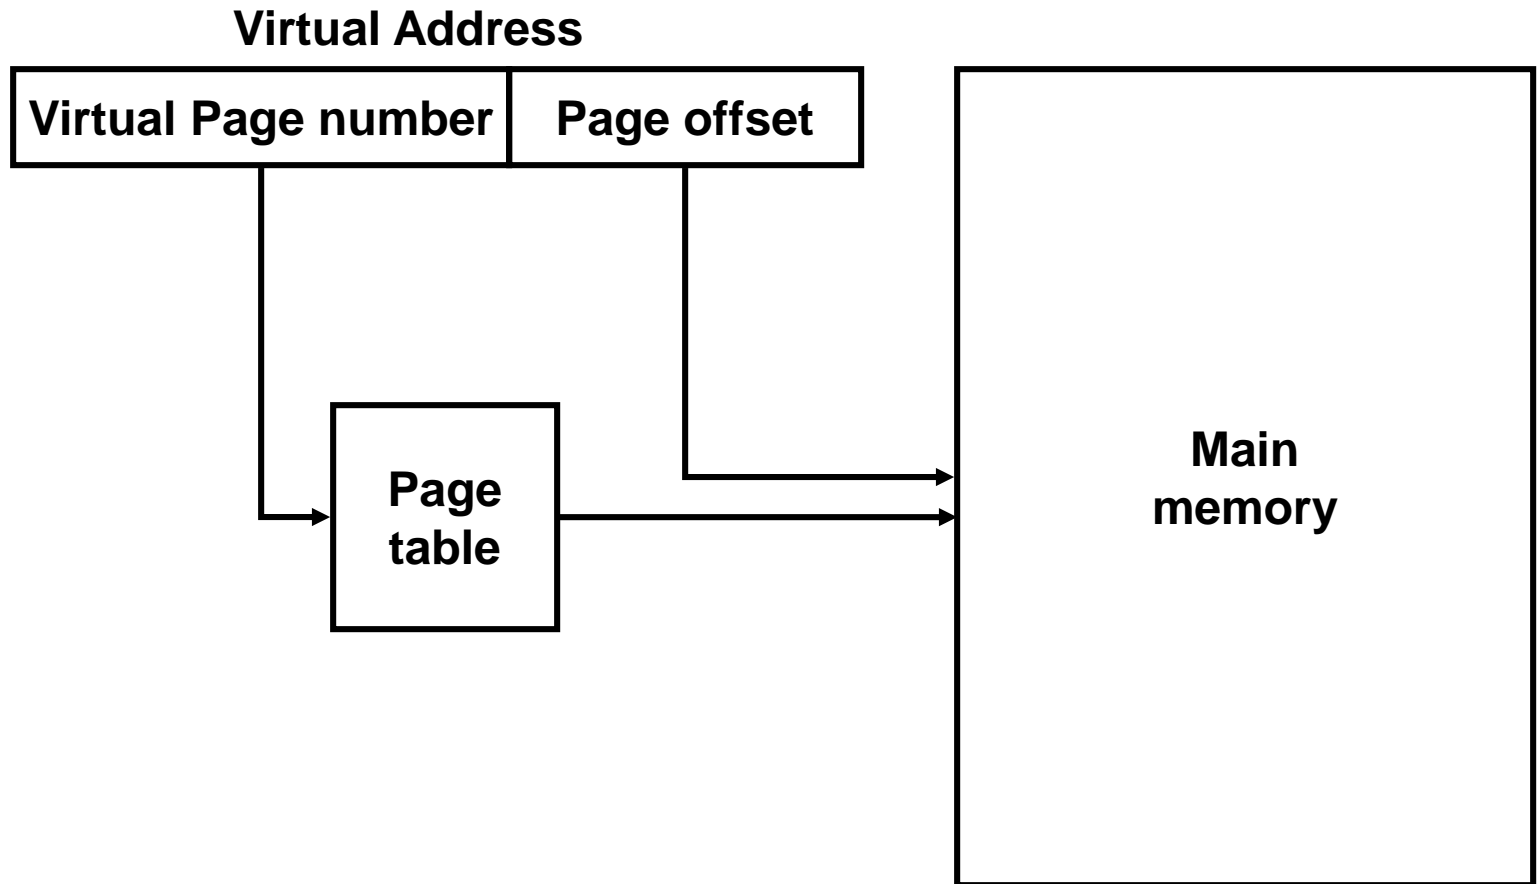 Virtual Address
Virtual Page number
Page offset
Page
table
Main
memory